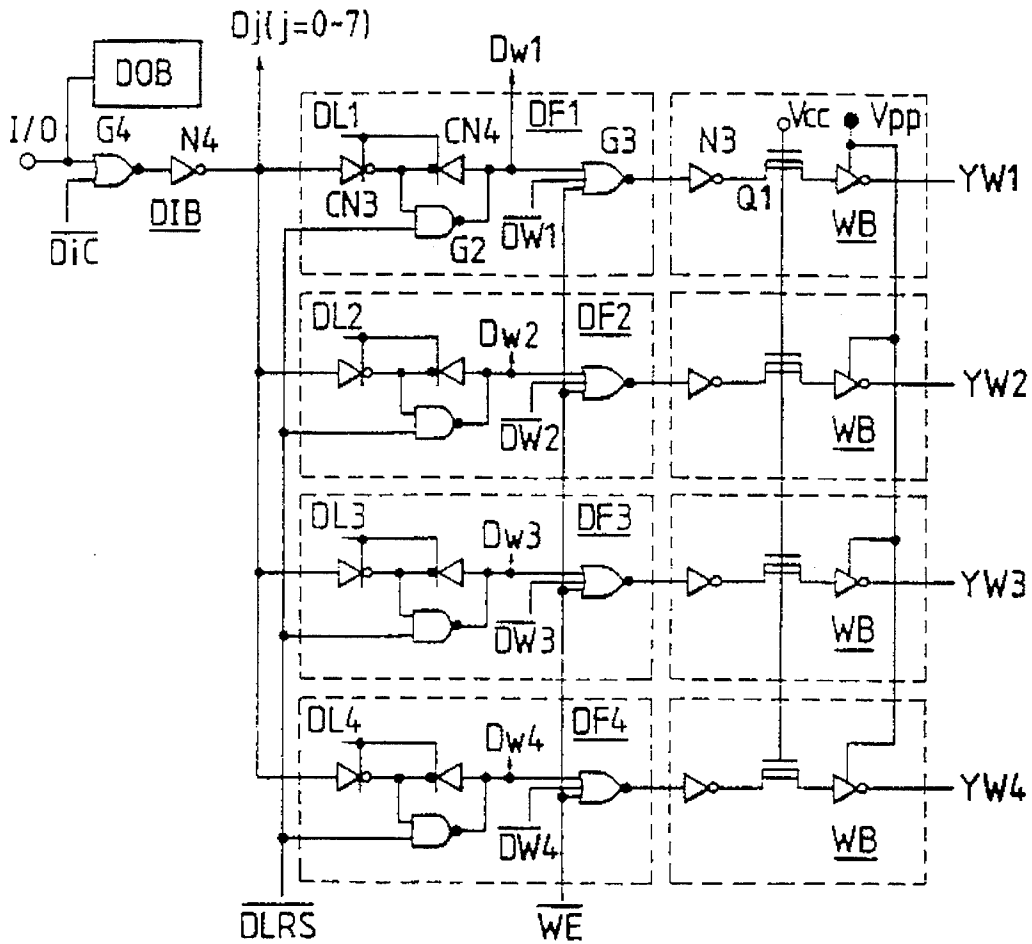 Dj(j=0~7)
DOB
Dw1
I/O
G4
N4
DL1
CN4
DF1
G3
N3
Vcc
Vpp
YW1
CN3
Q1
DIB
DW1
WB
DiC
G2
DL2
Dw2
DF2
YW2
DW2
WB
DL3
Dw3
DF3
YW3
DW3
WB
DL4
Dw4
DF4
YW4
DW4
WB
DLRS
WE